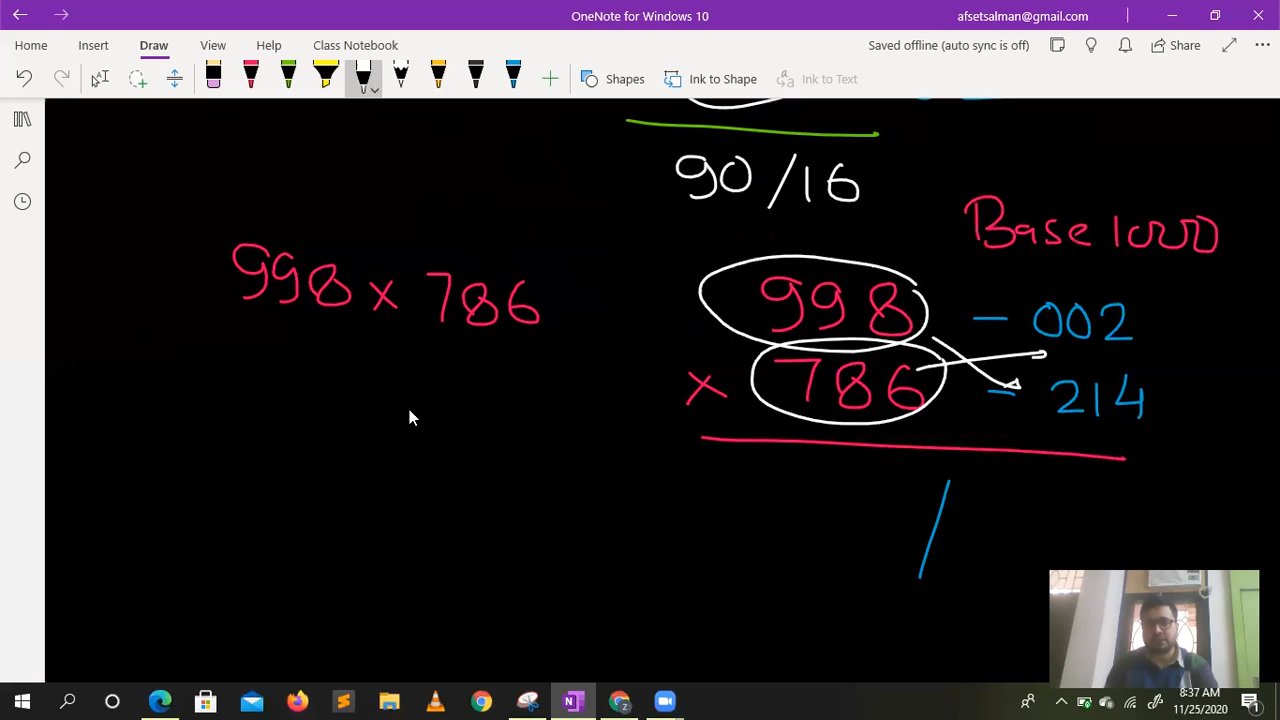 OneNote for Windows 10
afsetsalman@gmail.com
Home Insert Draw View Help Class Notebook
Saved offline (auto sync is off)
Share
Shapes
Ink to Shape
Ink to Text
90/16
Base 1000
998 × 786
998 - 002
× 786 - 214
/
8:37 AM
11/25/2020